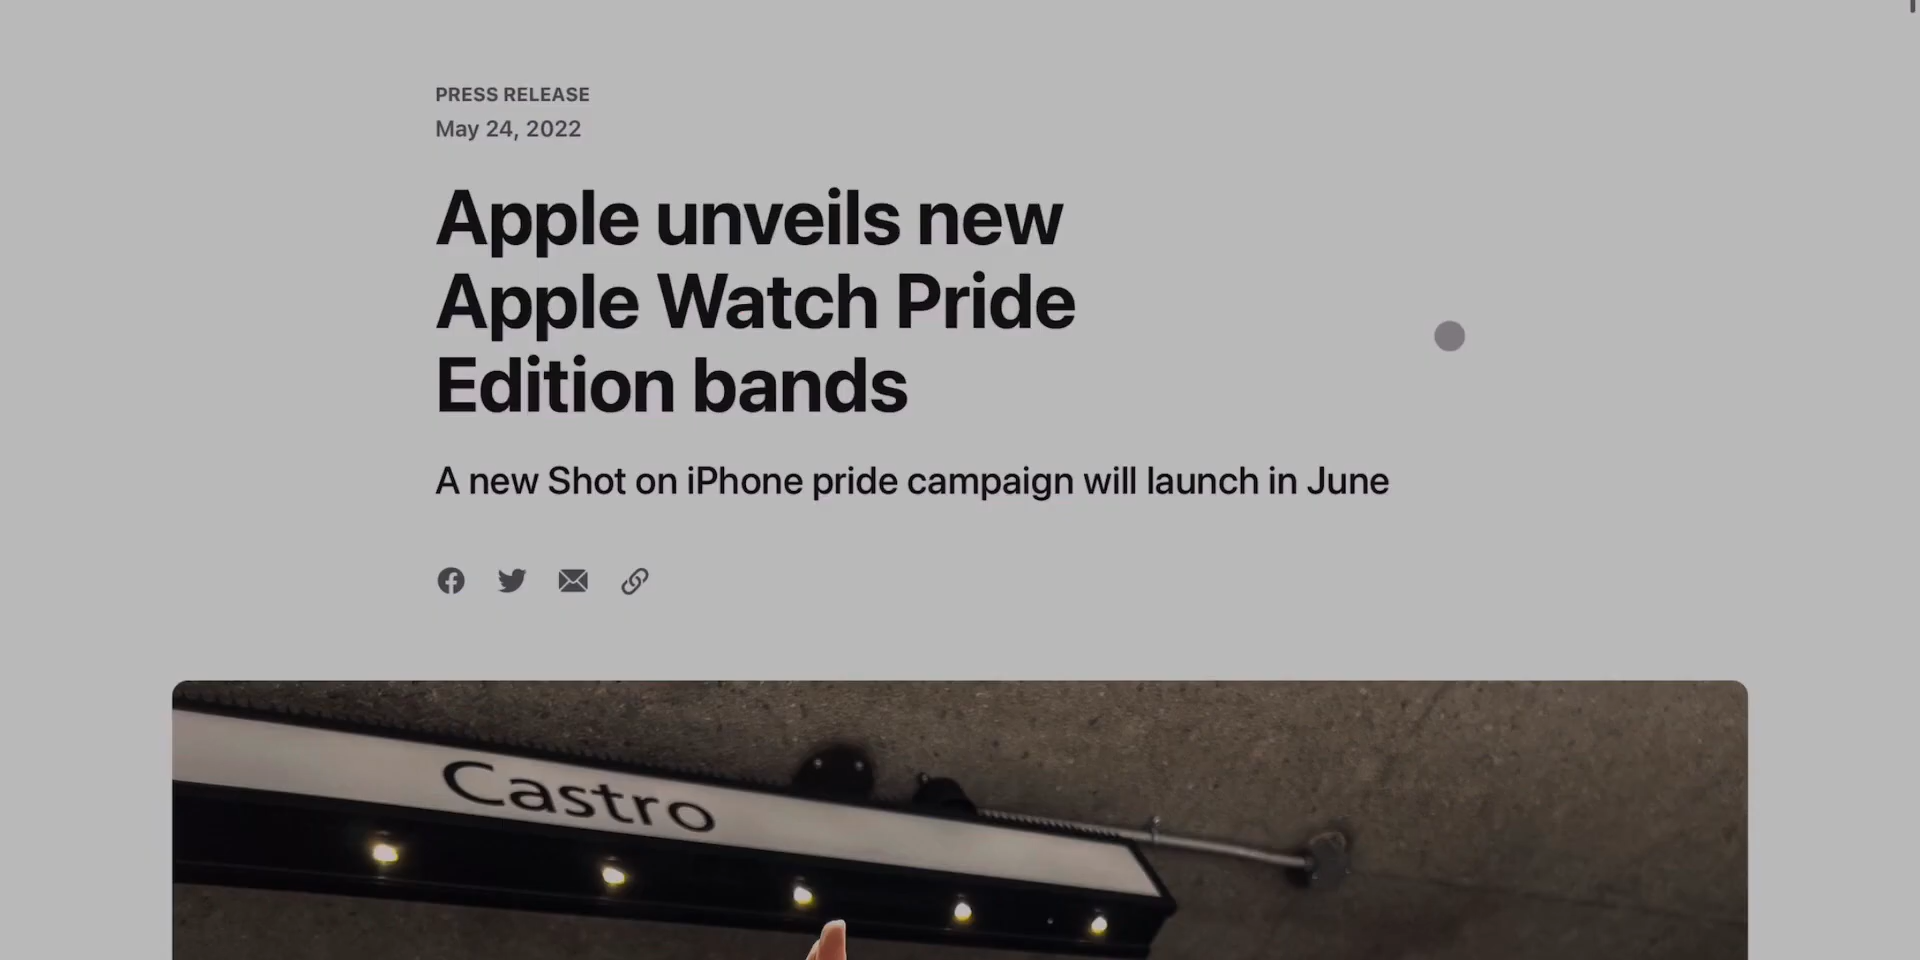 PRESS RELEASE
May 24, 2022
Apple unveils new
Apple Watch Pride
Edition bands
A new Shot on iPhone pride campaign will launch in June
Castro